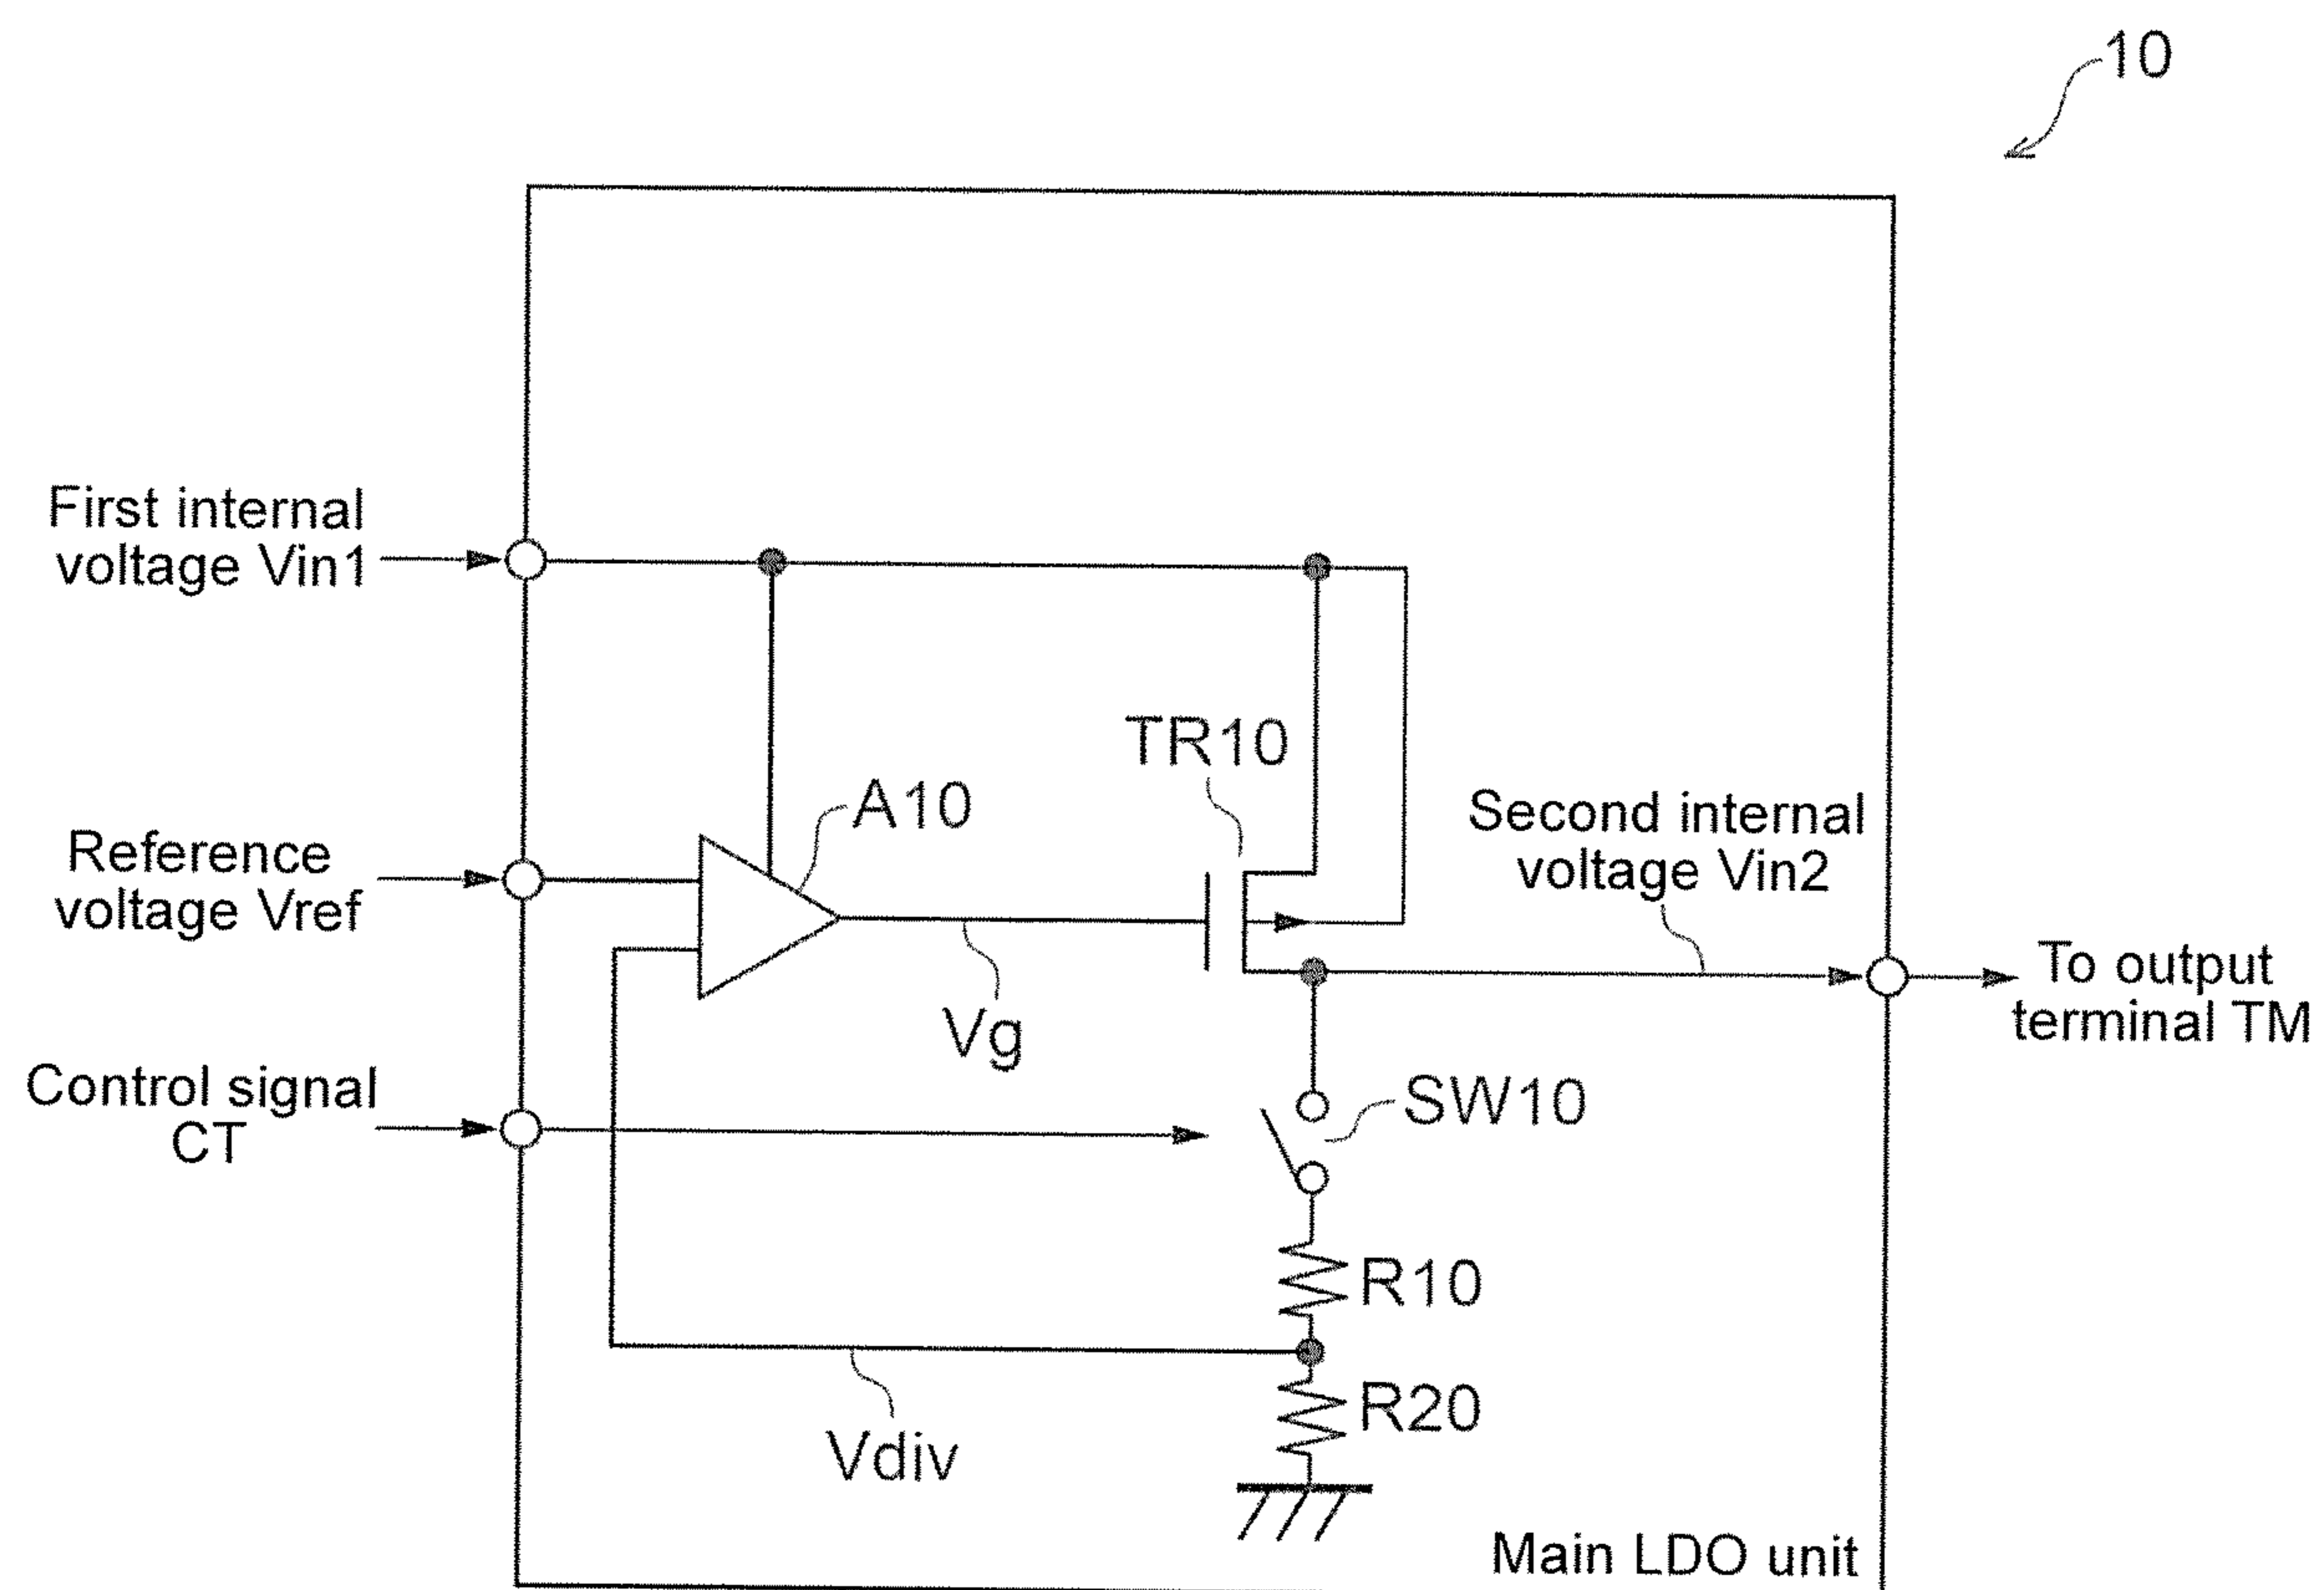 10
First internal
voltage Vin1
TR10
A10
Second internal
voltage Vin2
Reference
voltage Vref
To output
terminal TM
Vg
Control signal
CT
SW10
R10
R20
Vdiv
Main LDO unit